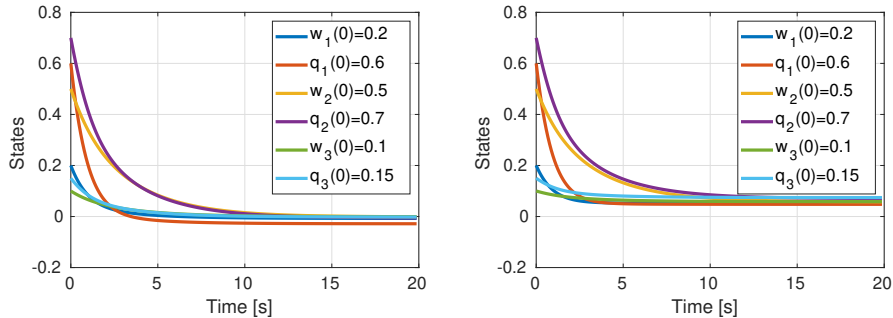 0.8
0.6
0.4
0.2
0
-0.2
States
0
5
10
15
20
Time [s]
w1(0)=0.2
q1(0)=0.6
w2(0)=0.5
q2(0)=0.7
w3(0)=0.1
q3(0)=0.15
0.8
0.6
0.4
0.2
0
-0.2
States
0
5
10
15
20
Time [s]
w1(0)=0.2
q1(0)=0.6
w2(0)=0.5
q2(0)=0.7
w3(0)=0.1
q3(0)=0.15